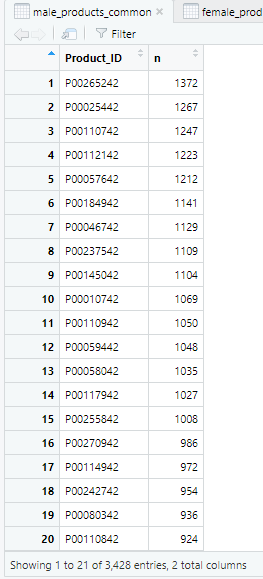 male_products_common × female_prod
Filter
Product_ID n
1 P00265242 1372
2 P00025442 1267
3 P00110742 1247
4 P00112142 1223
5 P00057642 1212
6 P00184942 1141
7 P00046742 1129
8 P00237542 1109
9 P00145042 1104
10 P00010742 1069
11 P00110942 1050
12 P00059442 1048
13 P00058042 1035
14 P00117942 1027
15 P00255842 1008
16 P00270942 986
17 P00114942 972
18 P00242742 954
19 P00080342 936
20 P00110842 924
Showing 1 to 21 of 3,428 entries, 2 total columns